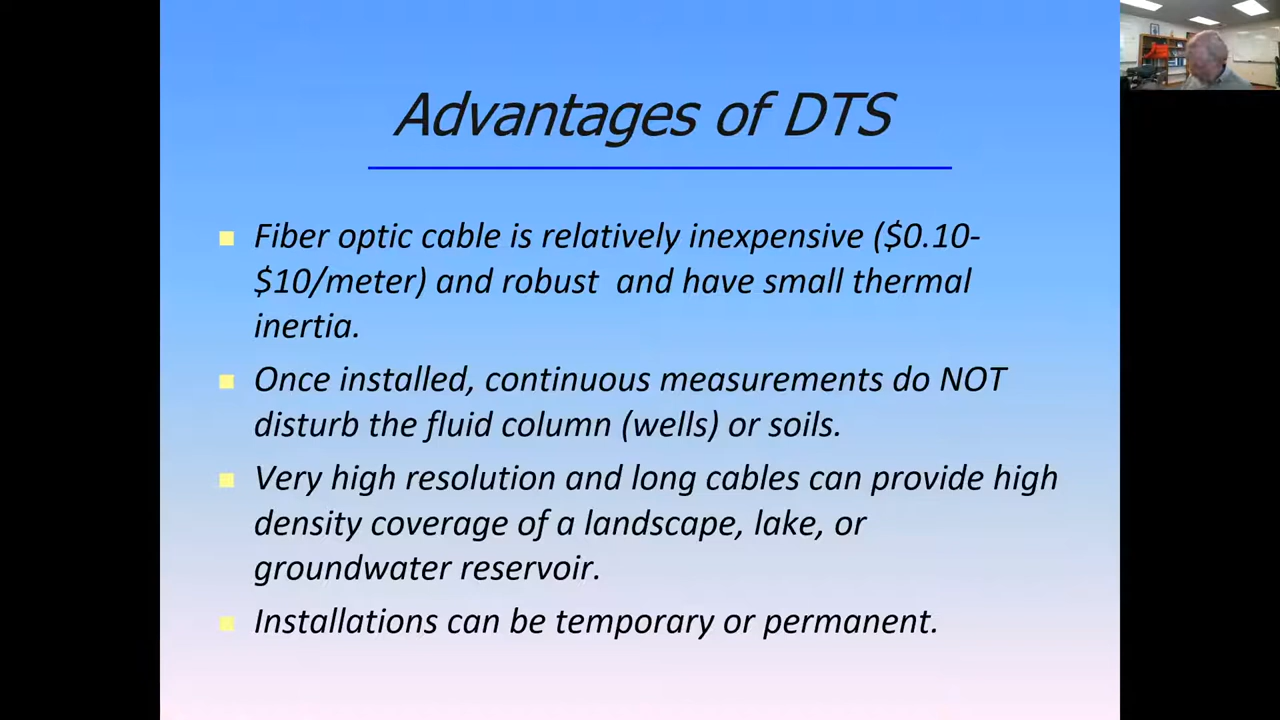 Advantages of DTS
Fiber optic cable is relatively inexpensive ($0.10-
$10/meter) and robust  and have small thermal
inertia.
Once installed, continuous measurements do NOT
disturb the fluid column (wells) or soils.
Very high resolution and long cables can provide high
density coverage of a landscape, lake, or
groundwater reservoir.
Installations can be temporary or permanent.